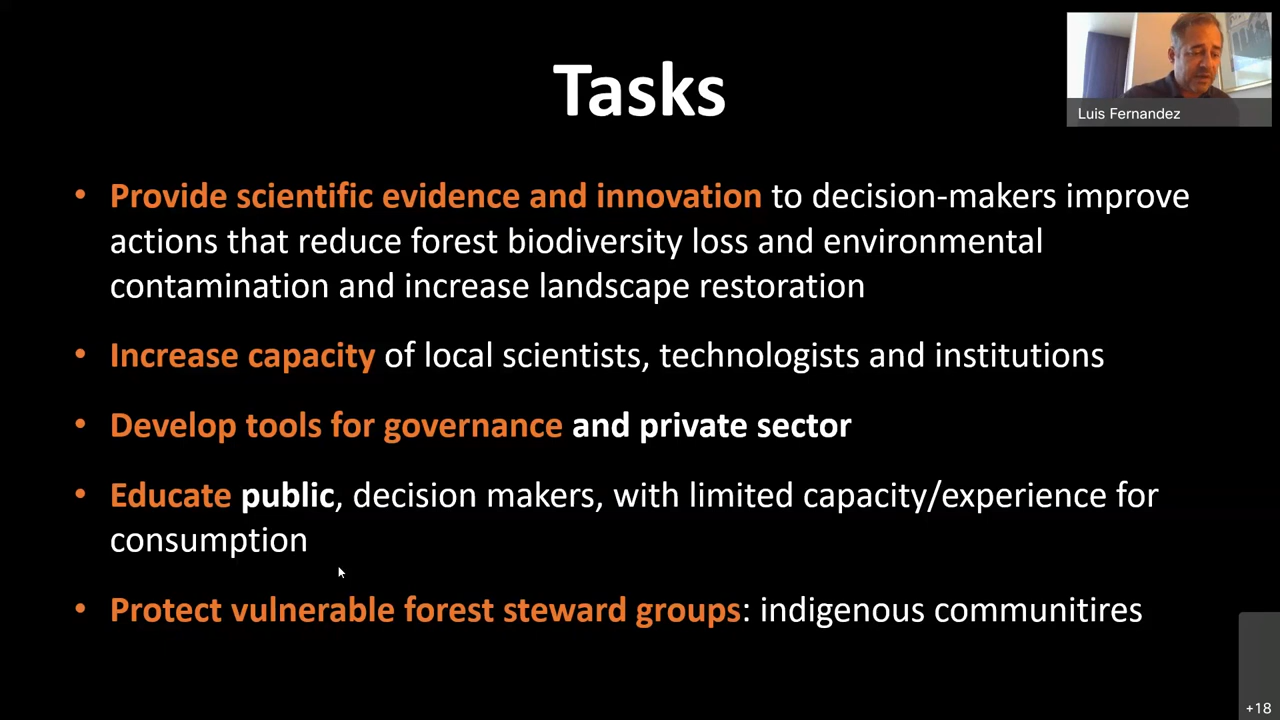 Tasks
Luis Fernandez
• Provide scientific evidence and innovation to decision-makers improve
actions that reduce forest biodiversity loss and environmental
contamination and increase landscape restoration
• Increase capacity of local scientists, technologists and institutions
• Develop tools for governance and private sector
• Educate public, decision makers, with limited capacity/experience for
consumption
• Protect vulnerable forest steward groups: indigenous communitires
+18